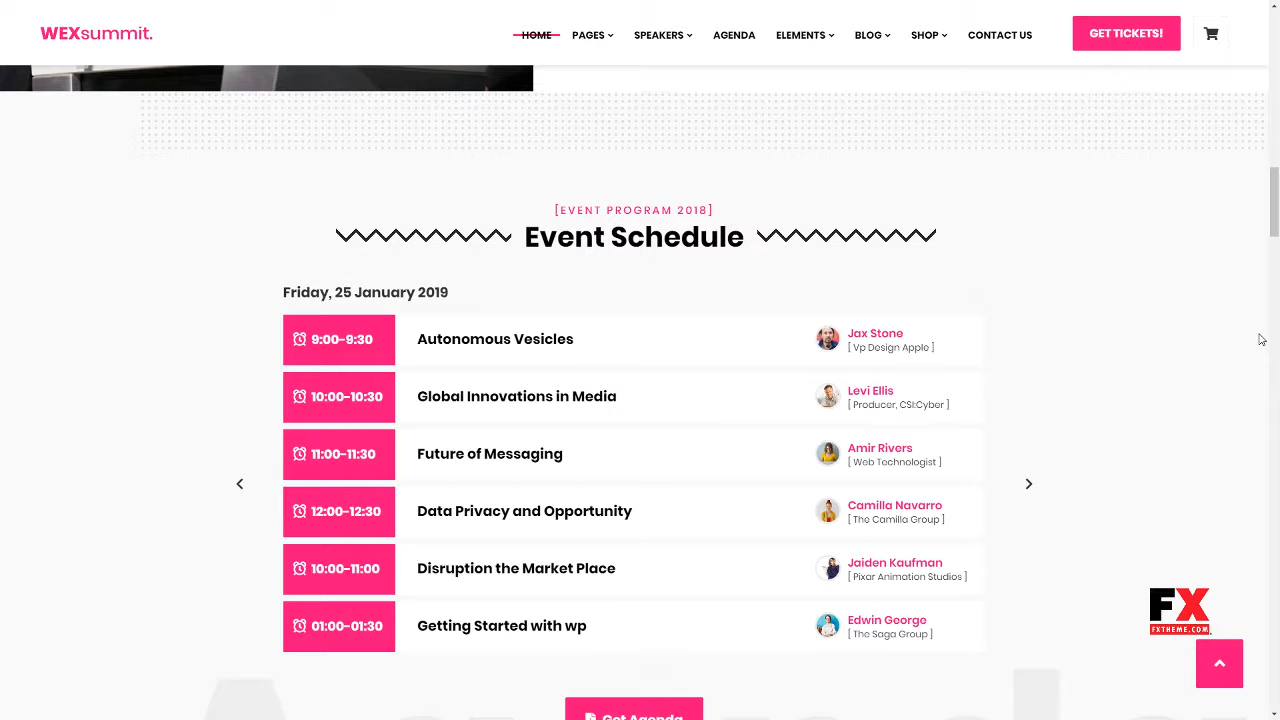 WEXsummit.
HOME PAGES SPEAKERS AGENDA ELEMENTS BLOG SHOP CONTACT US GET TICKETS!
[EVENT PROGRAM 2018]
Event Schedule
Friday, 25 January 2019
9:00-9:30 Autonomous Vesicles Jax Stone
[ Vp Design Apple ]
10:00-10:30 Global Innovations in Media Levi Ellis
[ Producer, CSI:Cyber ]
11:00-11:30 Future of Messaging Amir Rivers
[ Web Technologist ]
12:00-12:30 Data Privacy and Opportunity Camilla Navarro
[ The Camilla Group ]
10:00-11:00 Disruption the Market Place Jaiden Kaufman
[ Pixar Animation Studios ]
01:00-01:30 Getting Started with wp Edwin George
[ The Saga Group ]
FX
FXTHEME.COM
Get Agenda